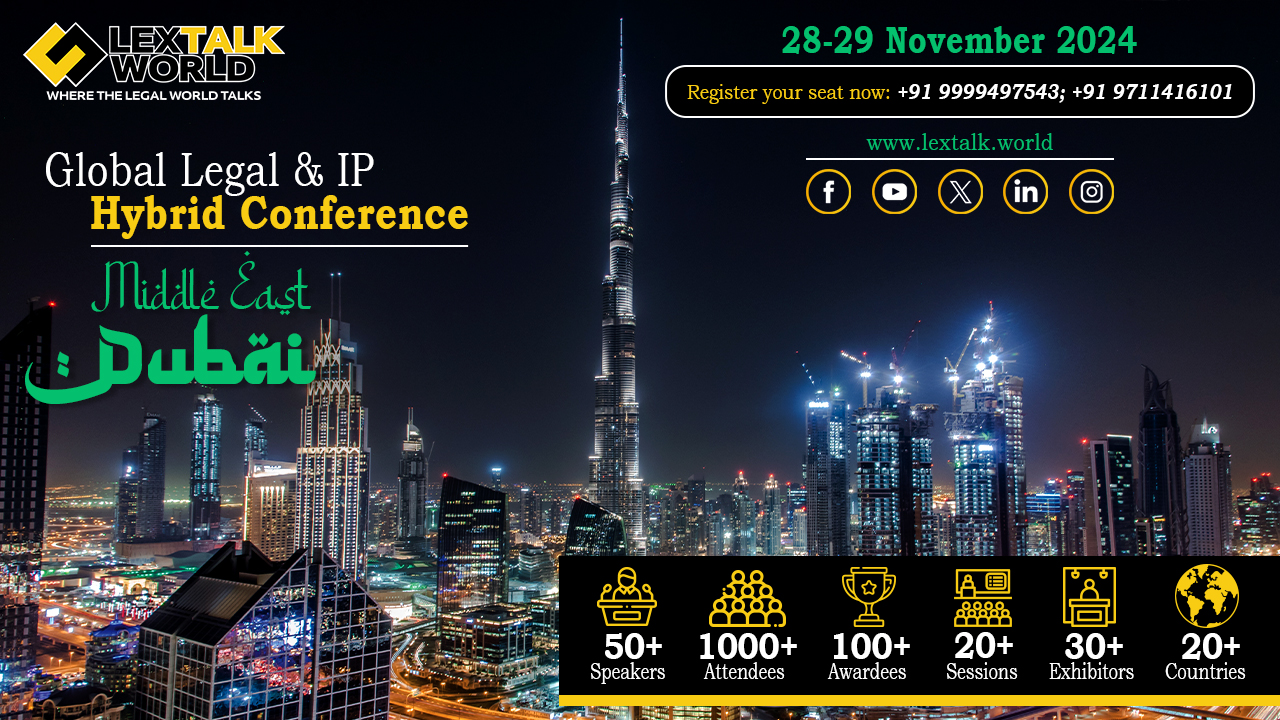 LEXTALK
WORLD
WHERE THE LEGAL WORLD TALKS
28-29 November 2024
Register your seat now: +91 9999497543; +91 9711416101
www.lextalk.world
Global Legal & IP
Hybrid Conference
Middle East
Dubai
50+ 1000+ 100+ 20+ 30+ 20+
Speakers Attendees Awardees Sessions Exhibitors Countries